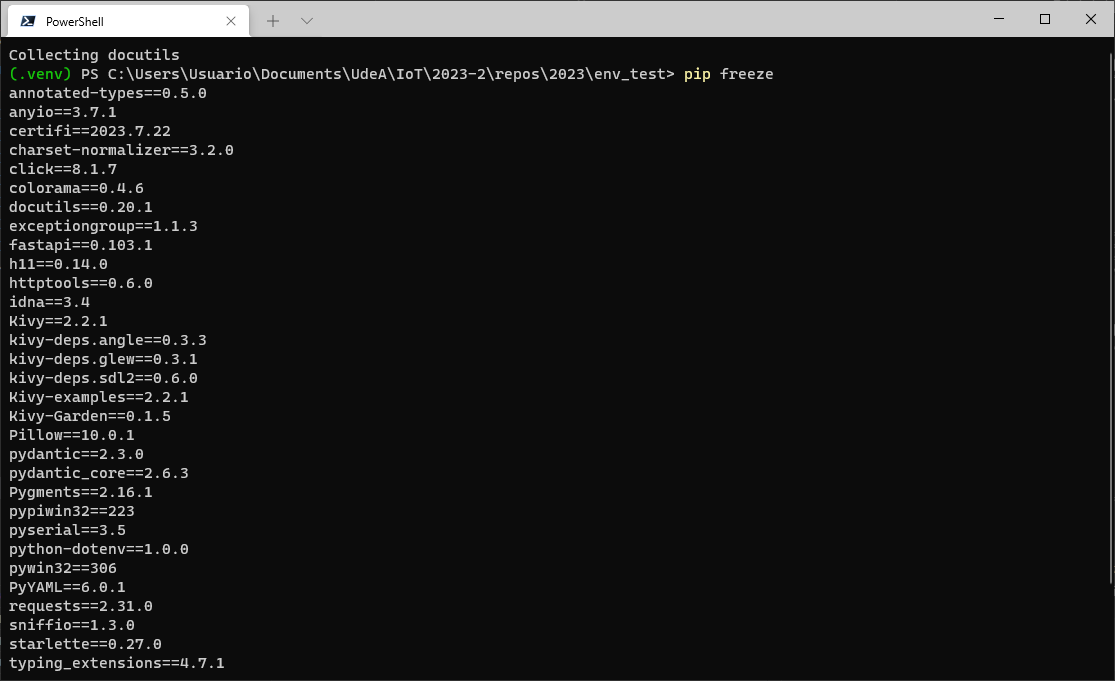 PowerShell
Collecting docutils
(.venv) PS C:\Users\Usuario\Documents\UdeA\IoT\2023-2\repos\2023\env_test> pip freeze
annotated-types==0.5.0
anyio==3.7.1
certifi==2023.7.22
charset-normalizer==3.2.0
click==8.1.7
colorama==0.4.6
docutils==0.20.1
exceptiongroup==1.1.3
fastapi==0.103.1
h11==0.14.0
httptools==0.6.0
idna==3.4
Kivy==2.2.1
kivy-deps.angle==0.3.3
kivy-deps.glew==0.3.1
kivy-deps.sdl2==0.6.0
Kivy-examples==2.2.1
Kivy-Garden==0.1.5
Pillow==10.0.1
pydantic==2.3.0
pydantic_core==2.6.3
Pygments==2.16.1
pypiwin32==223
pyserial==3.5
python-dotenv==1.0.0
pywin32==306
PyYAML==6.0.1
requests==2.31.0
sniffio==1.3.0
starlette==0.27.0
typing_extensions==4.7.1